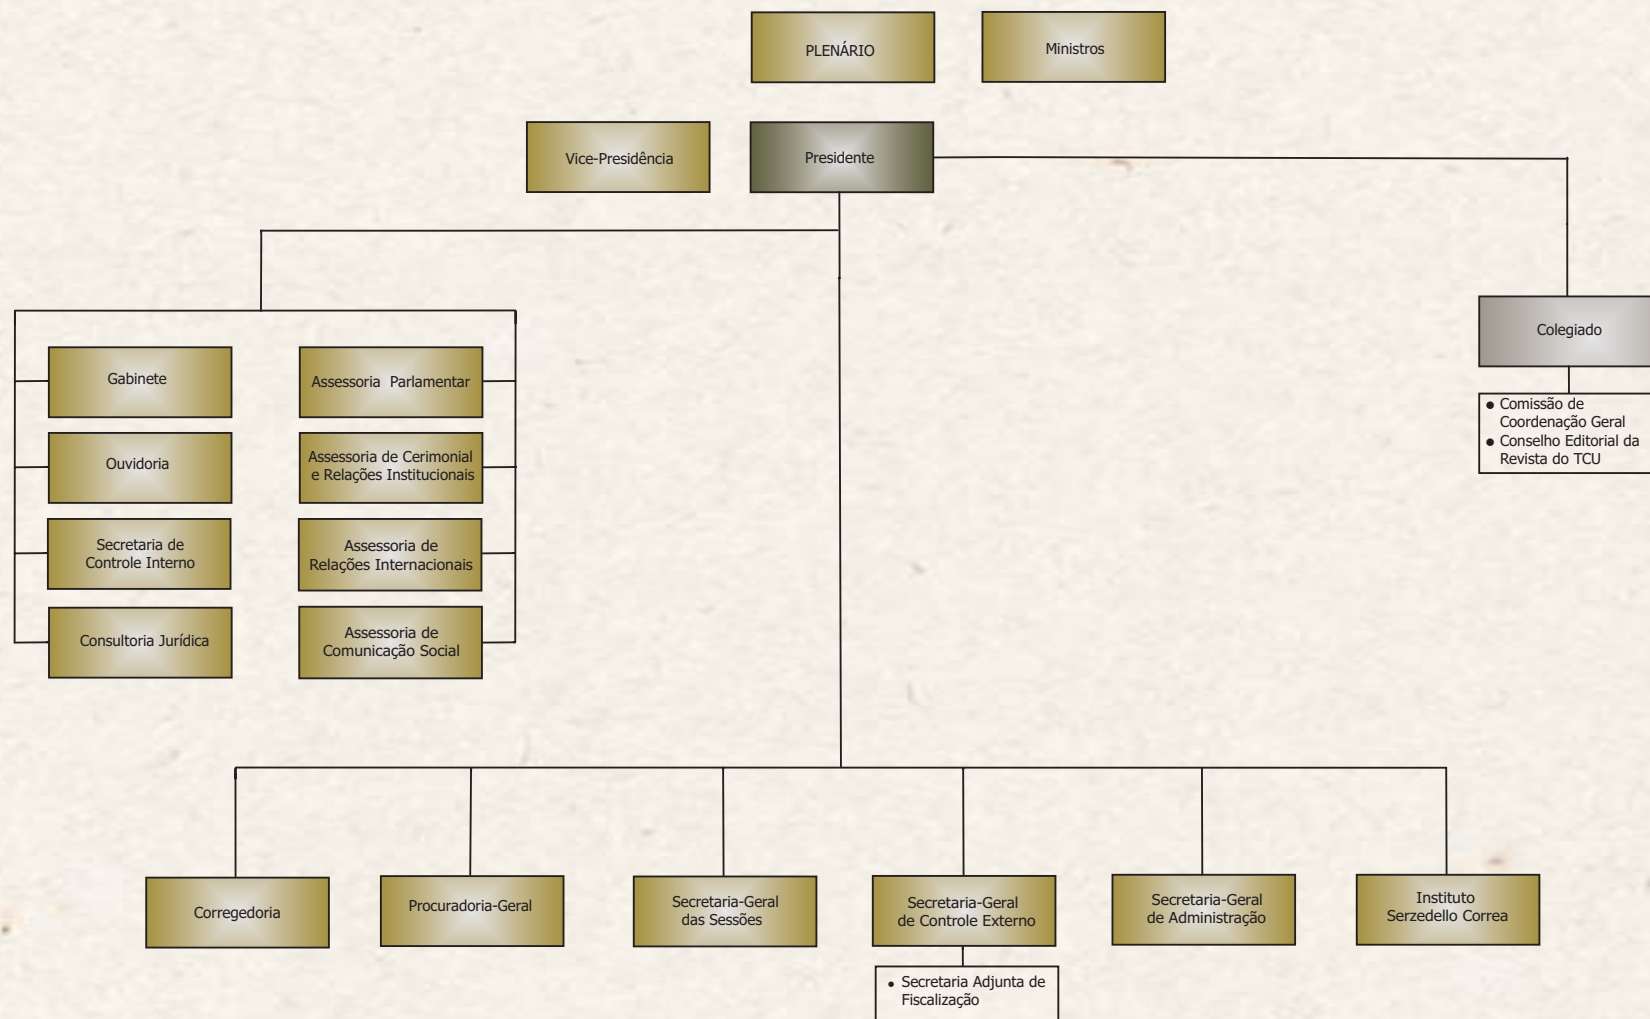 PLENÁRIO
Ministros
Vice-Presidência
Presidente
Colegiado
• Comissão de
Coordenação Geral
• Conselho Editorial da
Revista do TCU
Gabinete
Assessoria Parlamentar
Ouvidoria
Assessoria de Cerimonial
e Relações Institucionais
Secretaria de
Controle Interno
Assessoria de
Relações Internacionais
Consultoria Jurídica
Assessoria de
Comunicação Social
Corregedoria
Procuradoria-Geral
Secretaria-Geral
das Sessões
Secretaria-Geral
de Controle Externo
• Secretaria Adjunta de
Fiscalização
Secretaria-Geral
de Administração
Instituto
Serzedello Correa